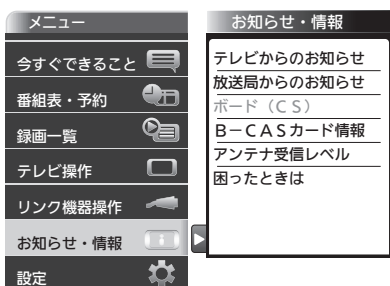 メニュー
今すぐできること
番組表・予約
録画一覧
テレビ操作
リンク機器操作
お知らせ・情報
設定
お知らせ・情報
テレビからのお知らせ
放送局からのお知らせ
ボード（ＣＳ）
Ｂ－ＣＡＳカード情報
アンテナ受信レベル
困ったときは